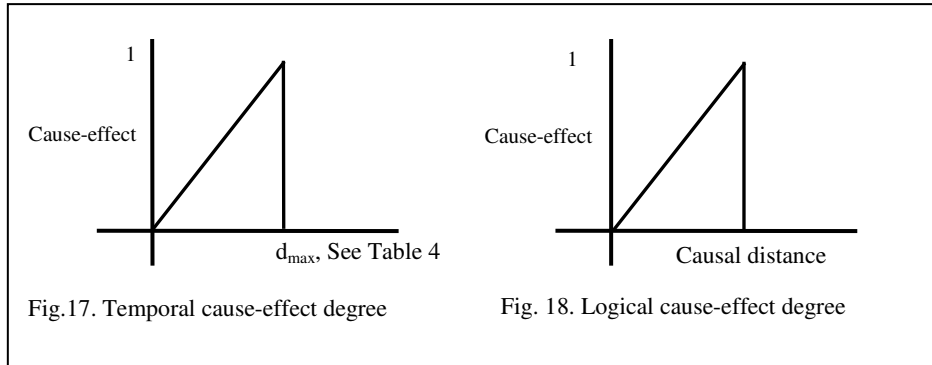 1
Cause-effect
d_max, See Table 4
Fig.17. Temporal cause-effect degree
1
Cause-effect
Causal distance
Fig. 18. Logical cause-effect degree